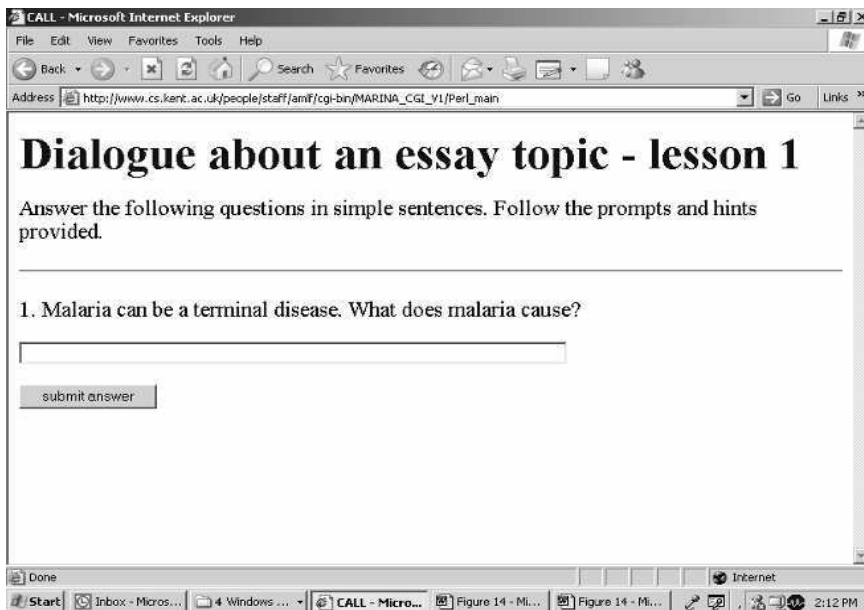 CALL - Microsoft Internet Explorer
File Edit View Favorites Tools Help
Back Search Favorites
Address http://www.cs.kent.ac.uk/people/staff/amlf/cgi-bin/MARINA_CGI_V1/Perl_main Go Links »
Dialogue about an essay topic - lesson 1
Answer the following questions in simple sentences. Follow the prompts and hints
provided.
1. Malaria can be a terminal disease. What does malaria cause?
submit answer
Done Internet
Start Inbox - Micros... 4 Windows ... CALL - Micro... Figure 14 - Mi... Figure 14 - Mi... 2:12 PM